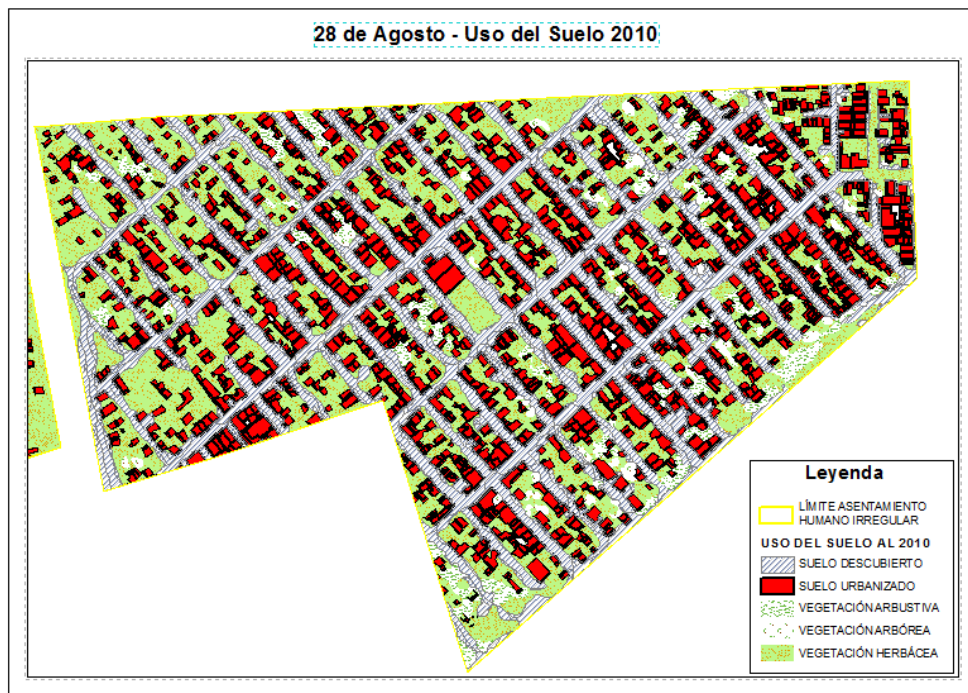 28 de Agosto - Uso del Suelo 2010
Leyenda
LÍMITE ASENTAMIENTO
HUMANO IRREGULAR
USO DEL SUELO AL 2010
SUELO DESCUBIERTO
SUELO URBANIZADO
VEGETACIÓN ARBUSTIVA
VEGETACIÓN ARBÓREA
VEGETACIÓN HERBÁCEA